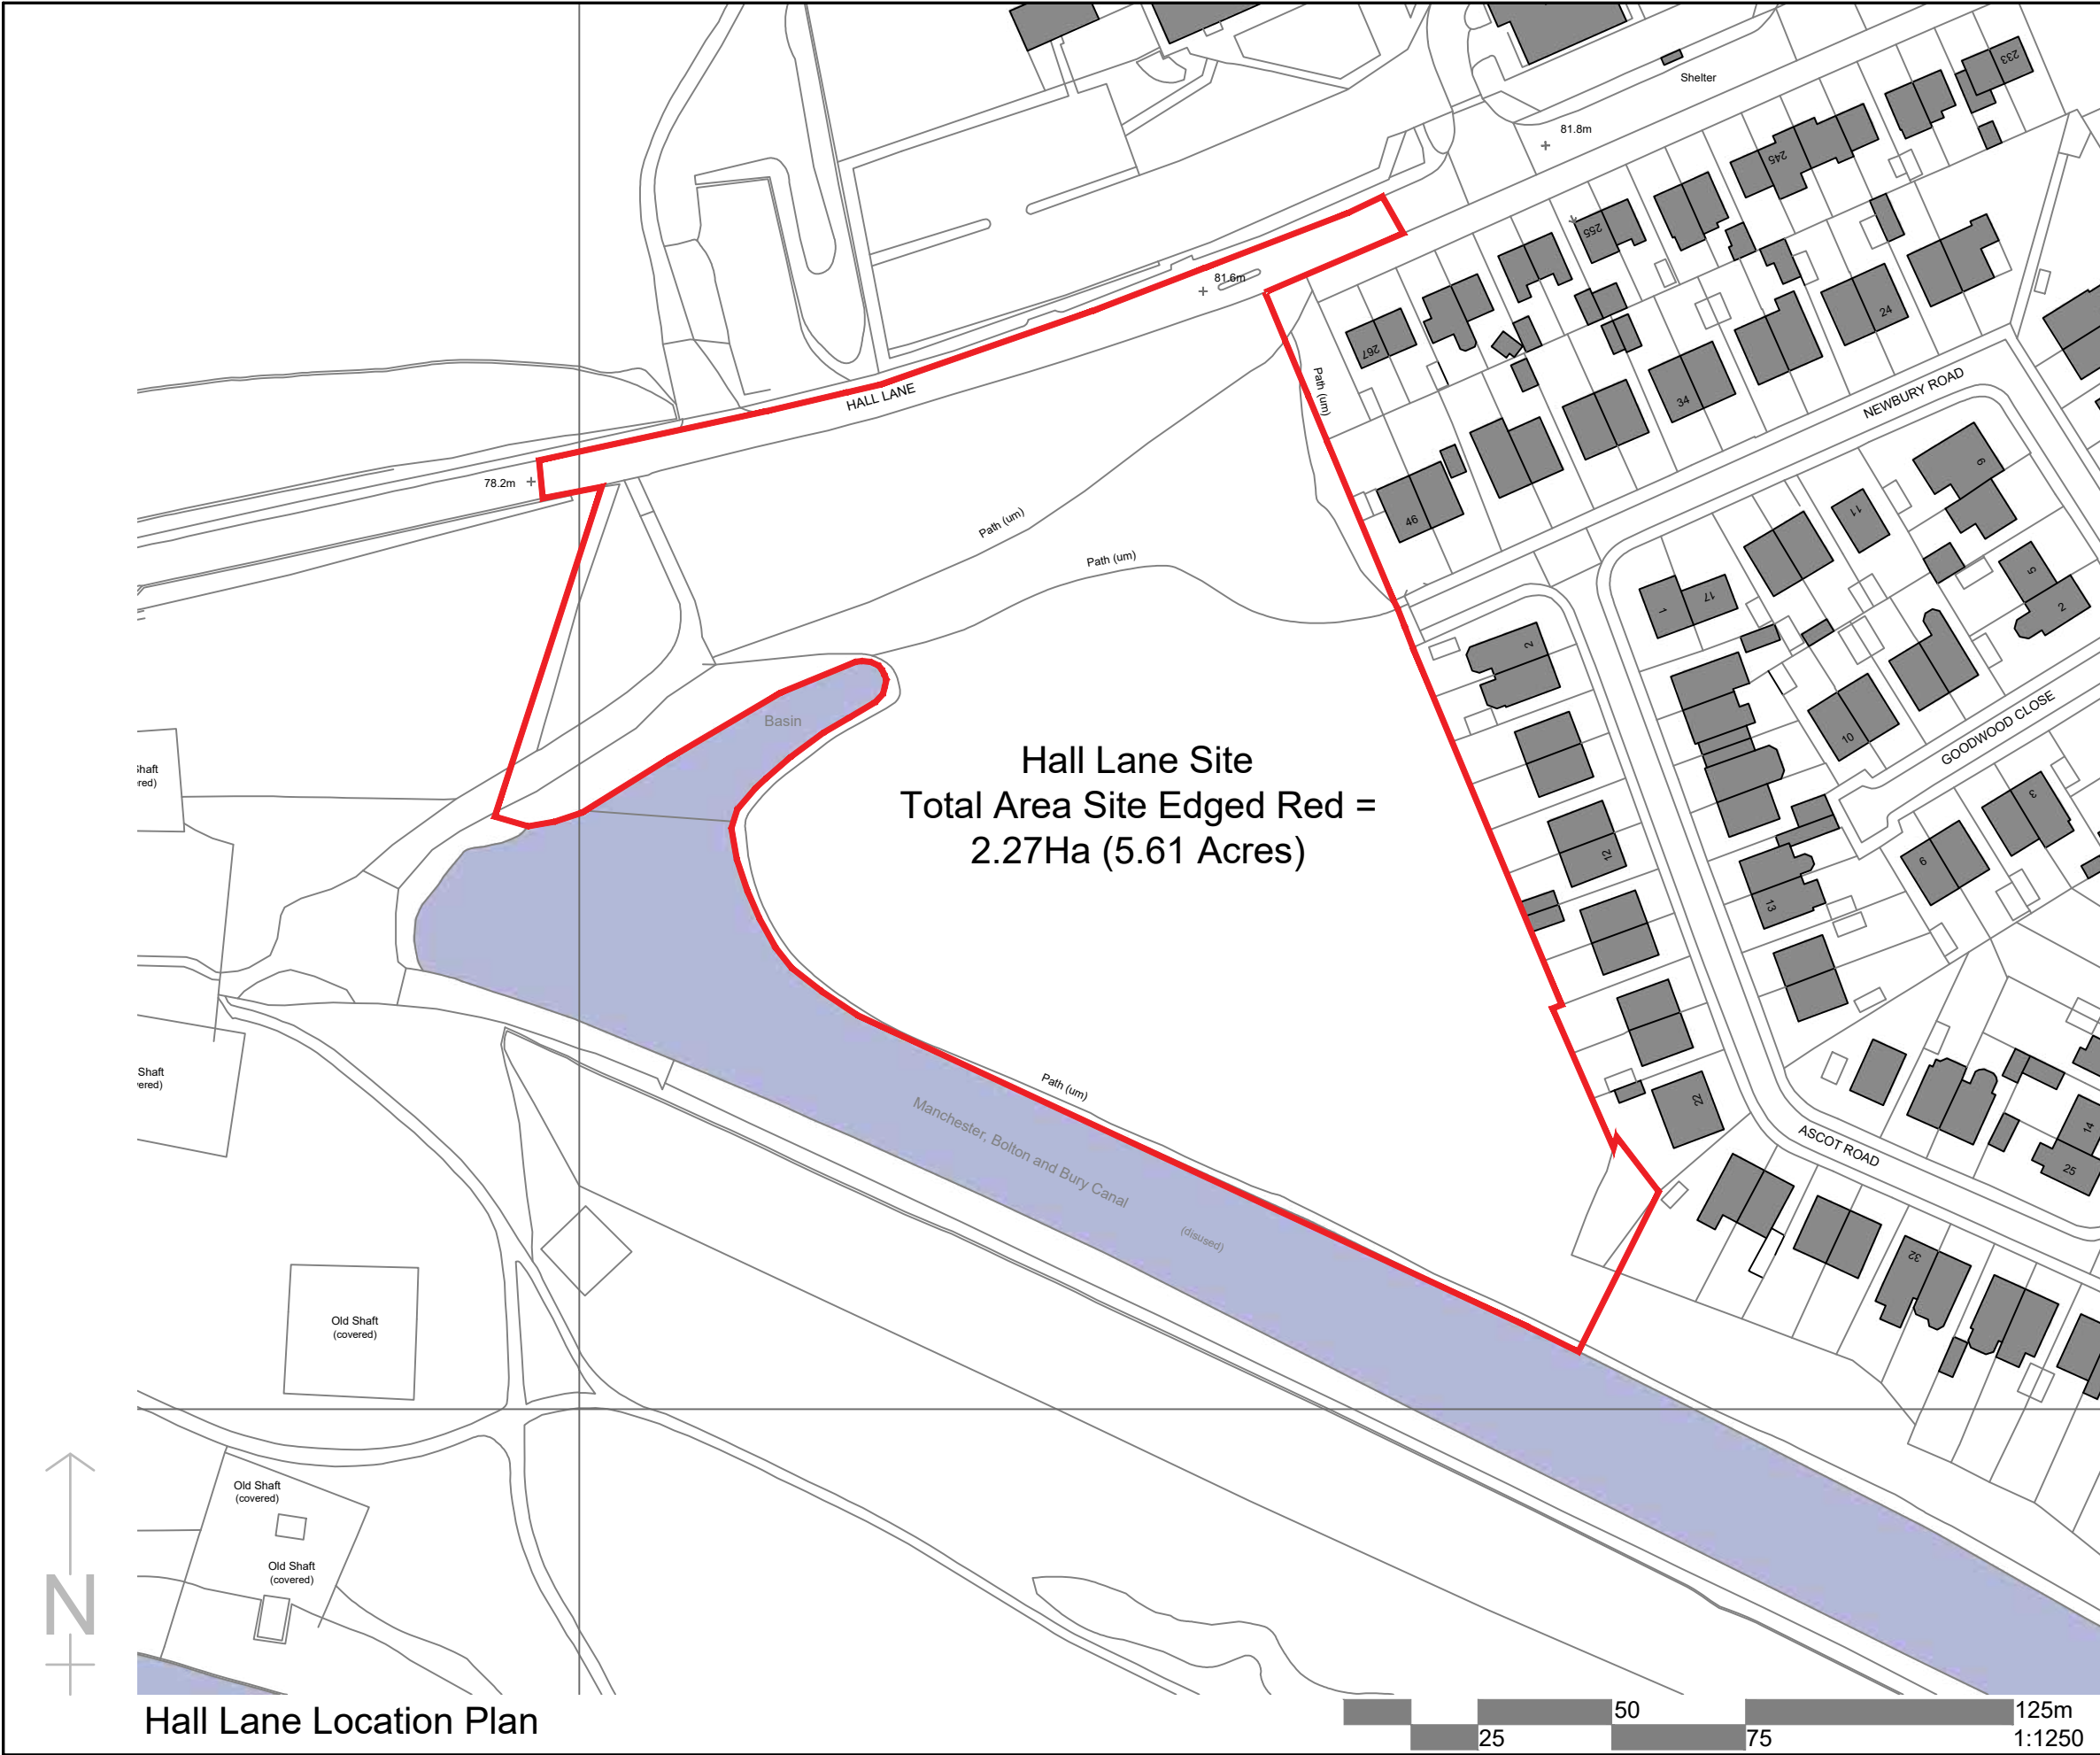 233
Shelter
81.8m
245
255
81.6m
24
267
Path (um)
HALL LANE
34
NEWBURY ROAD
78.2m
46
Path (um)
11
9
Path (um)
5
1
17
2
2
Basin
10
GOODWOOD CLOSE
Hall Lane Site
Total Area Site Edged Red =
2.27Ha (5.61 Acres)
Shaft
3
12
6
13
Shaft
Path (um)
22
Manchester, Bolton and Bury Canal
(disused)
ASCOT ROAD
14
25
32
Old Shaft
(covered)
Old Shaft
(covered)
Old Shaft
(covered)
N
Hall Lane Location Plan
50
125m
25
75
1:1250